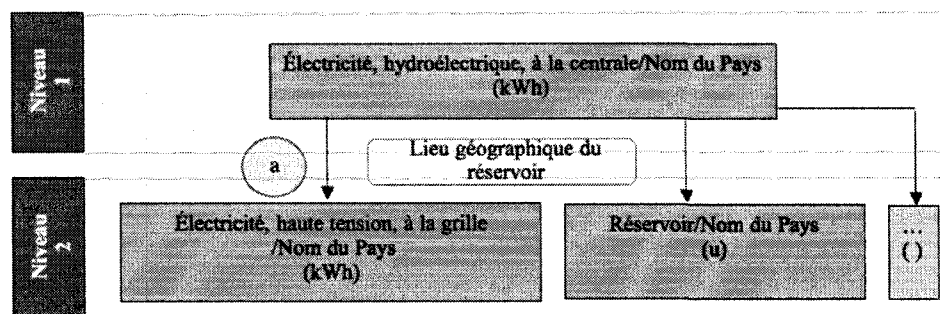 Niveau
1
Électricité, hydroélectrique, à la centrale/Nom du Pays
(kWh)
a
Lieu géographique du
réservoir
Niveau
2
Électricité, haute tension, à la grille
/Nom du Pays
(kWh)
Réservoir/Nom du Pays
(u)
...
( )